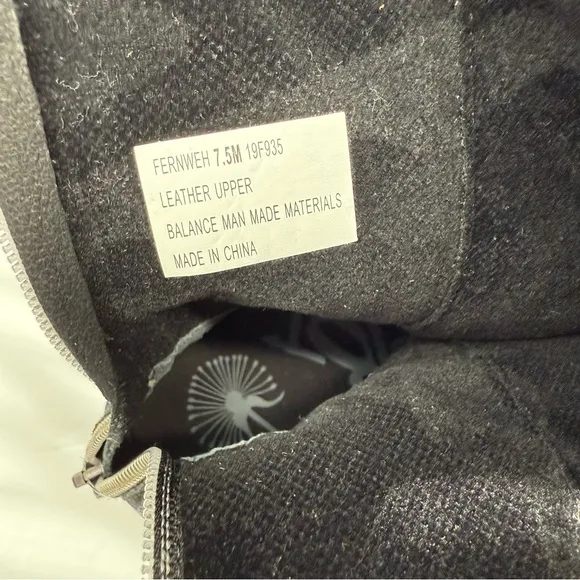 FERNWEH 7.5M 19F935
LEATHER UPPER
BALANCE MAN MADE MATERIALS
MADE IN CHINA